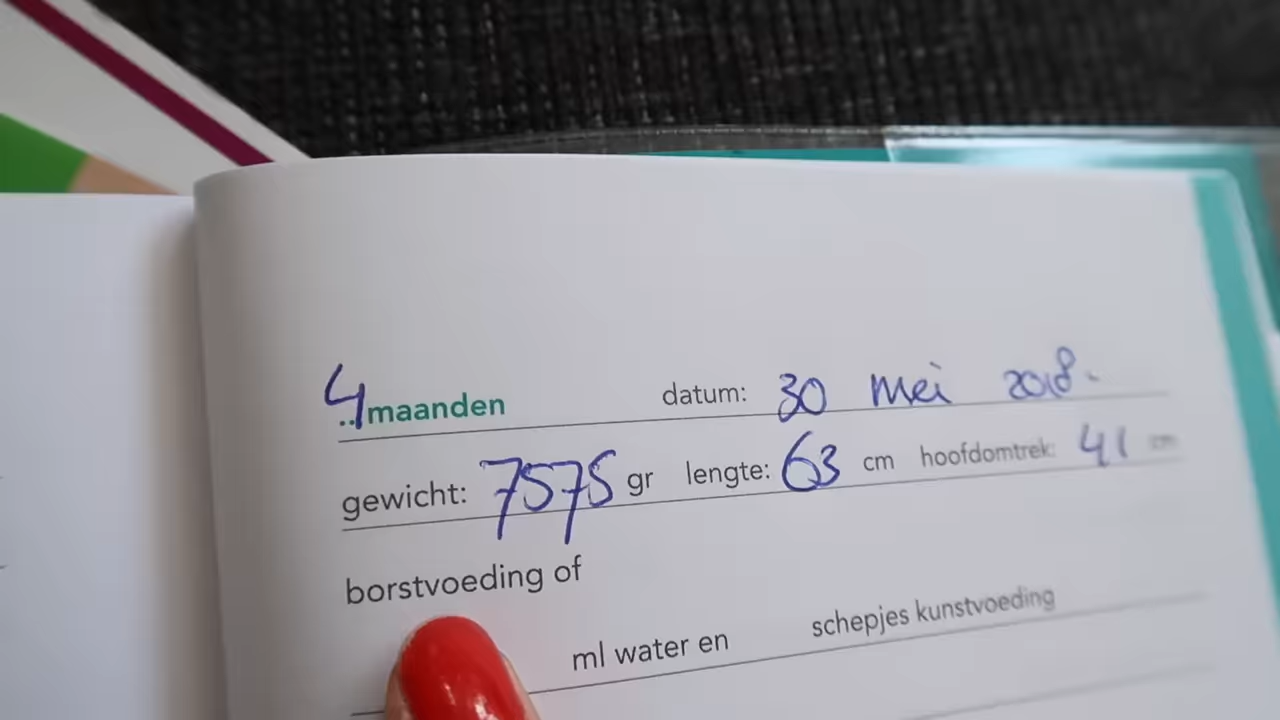 4 maanden datum: 30 mei 2018.
gewicht: 7575 gr lengte: 63 cm hoofdomtrek: 41 cm
borstvoeding of
ml water en schepjes kunstvoeding